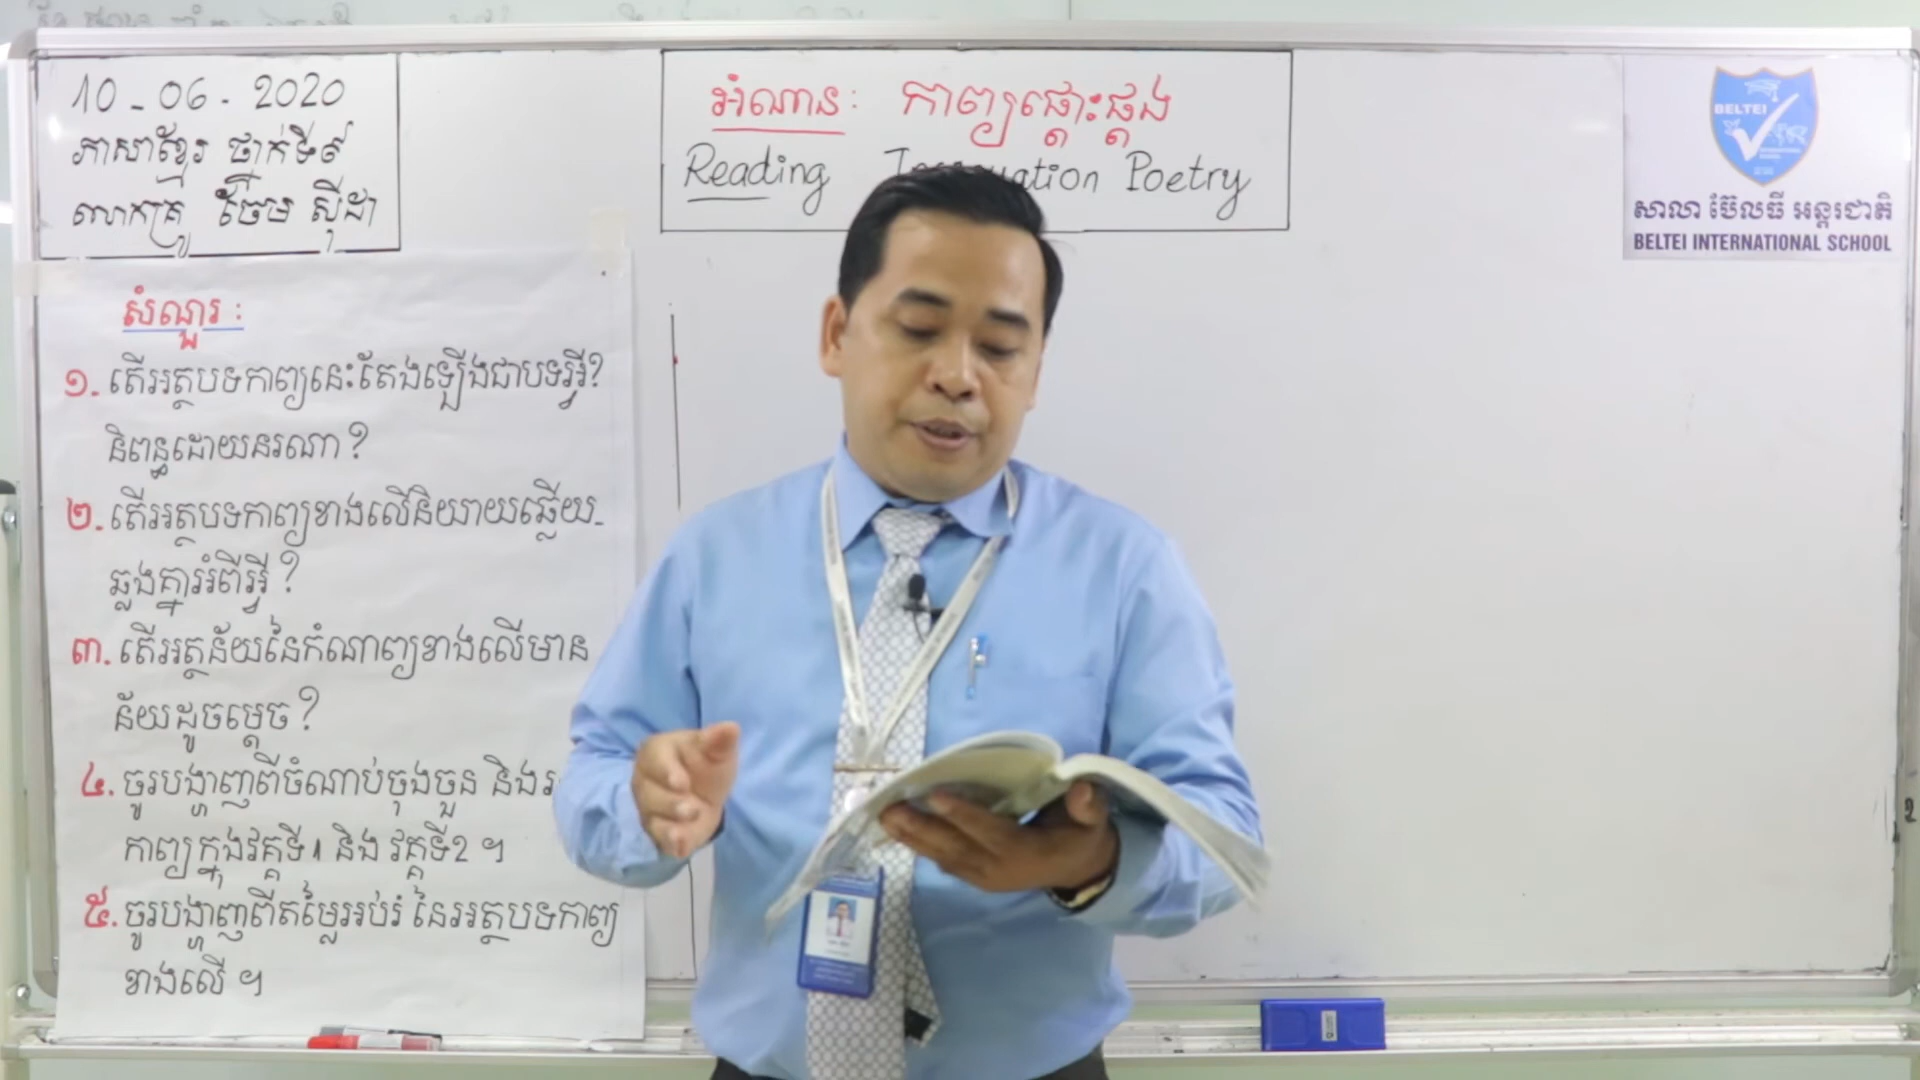 10-06-2020
ភាសាខ្មែរ ថ្នាក់ទី៩
លោកគ្រូ ចែម ស៊ីដា
អំណាន: កាព្យផ្តោះផ្តង
Reading Poetry
BELTEI
សាលា ប៊ែលធី អន្តរជាតិ
BELTEI INTERNATIONAL SCHOOL
សំណួរ :
១. តើអត្ថបទកាព្យនេះតែងឡើងជាបទអ្វី?
និពន្ធដោយនរណា?
២. តើអត្ថបទកាព្យខាងលើនិយាយឆ្លើយ-
ឆ្លងគ្នាអំពីអ្វី?
៣. តើអត្ថន័យនៃកំណាព្យខាងលើមាន
ន័យដូចម្តេច?
៤. ចូរបង្ហាញពីចំណាប់ចុងចួន និង
កាព្យក្នុងវគ្គទី1 និង វគ្គទី2 ។
៥. ចូរបង្ហាញពីតម្លៃអប់រំ នៃអត្ថបទកាព្យ
ខាងលើ ។